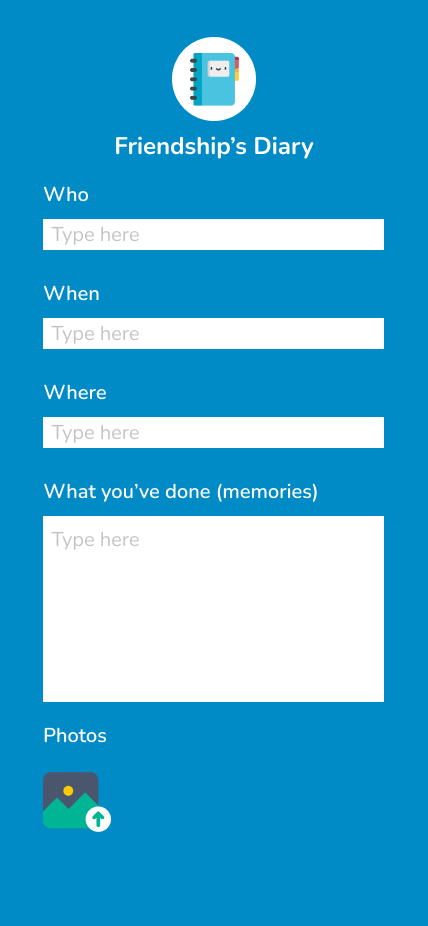 Friendship’s Diary
Who
Type here
When
Type here
Where
Type here
What you’ve done (memories)
Type here
Photos